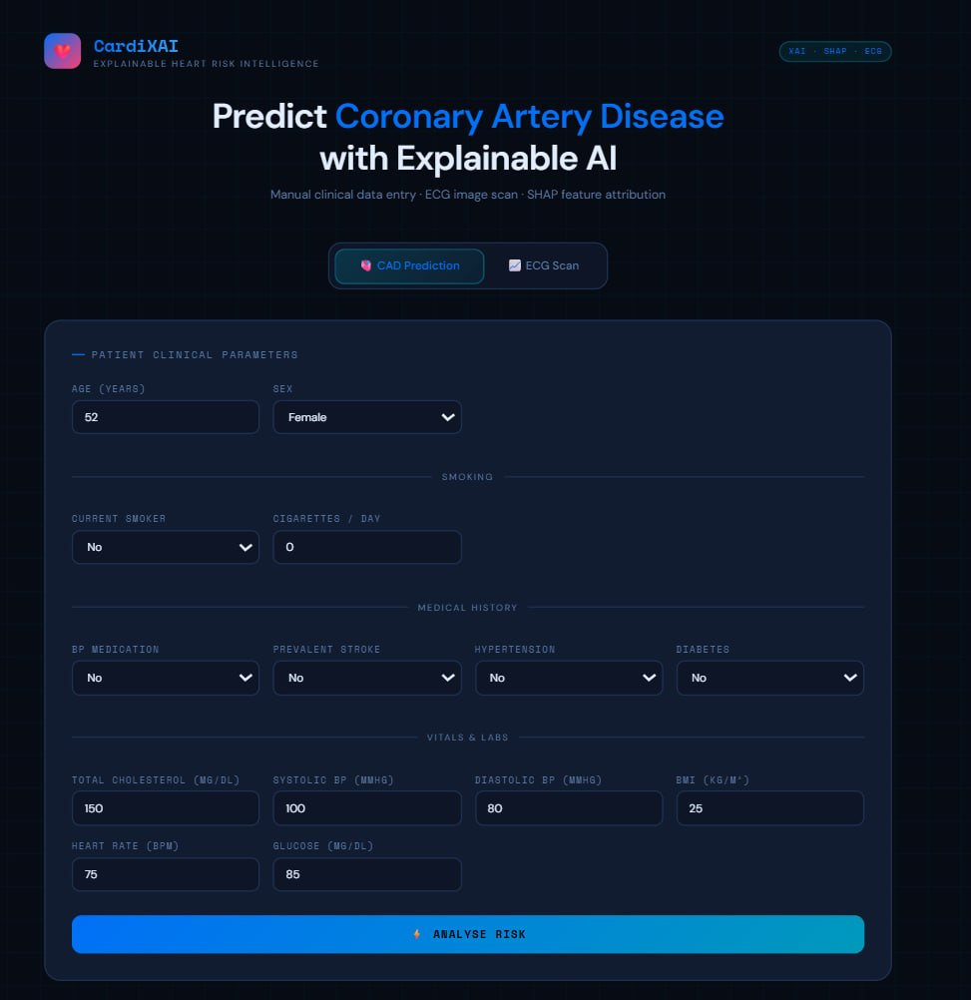 CardiXAI
EXPLAINABLE HEART RISK INTELLIGENCE
XAI · SHAP · ECG
Predict Coronary Artery Disease
with Explainable AI
Manual clinical data entry · ECG image scan · SHAP feature attribution
CAD Prediction
ECG Scan
PATIENT CLINICAL PARAMETERS
AGE (YEARS) SEX
52 Female
SMOKING
CURRENT SMOKER CIGARETTES / DAY
No 0
MEDICAL HISTORY
BP MEDICATION PREVALENT STROKE HYPERTENSION DIABETES
No No No No
VITALS & LABS
TOTAL CHOLESTEROL (MG/DL) SYSTOLIC BP (MMHG) DIASTOLIC BP (MMHG) BMI (KG/M²)
150 100 80 25
HEART RATE (BPM) GLUCOSE (MG/DL)
75 85
ANALYSE RISK